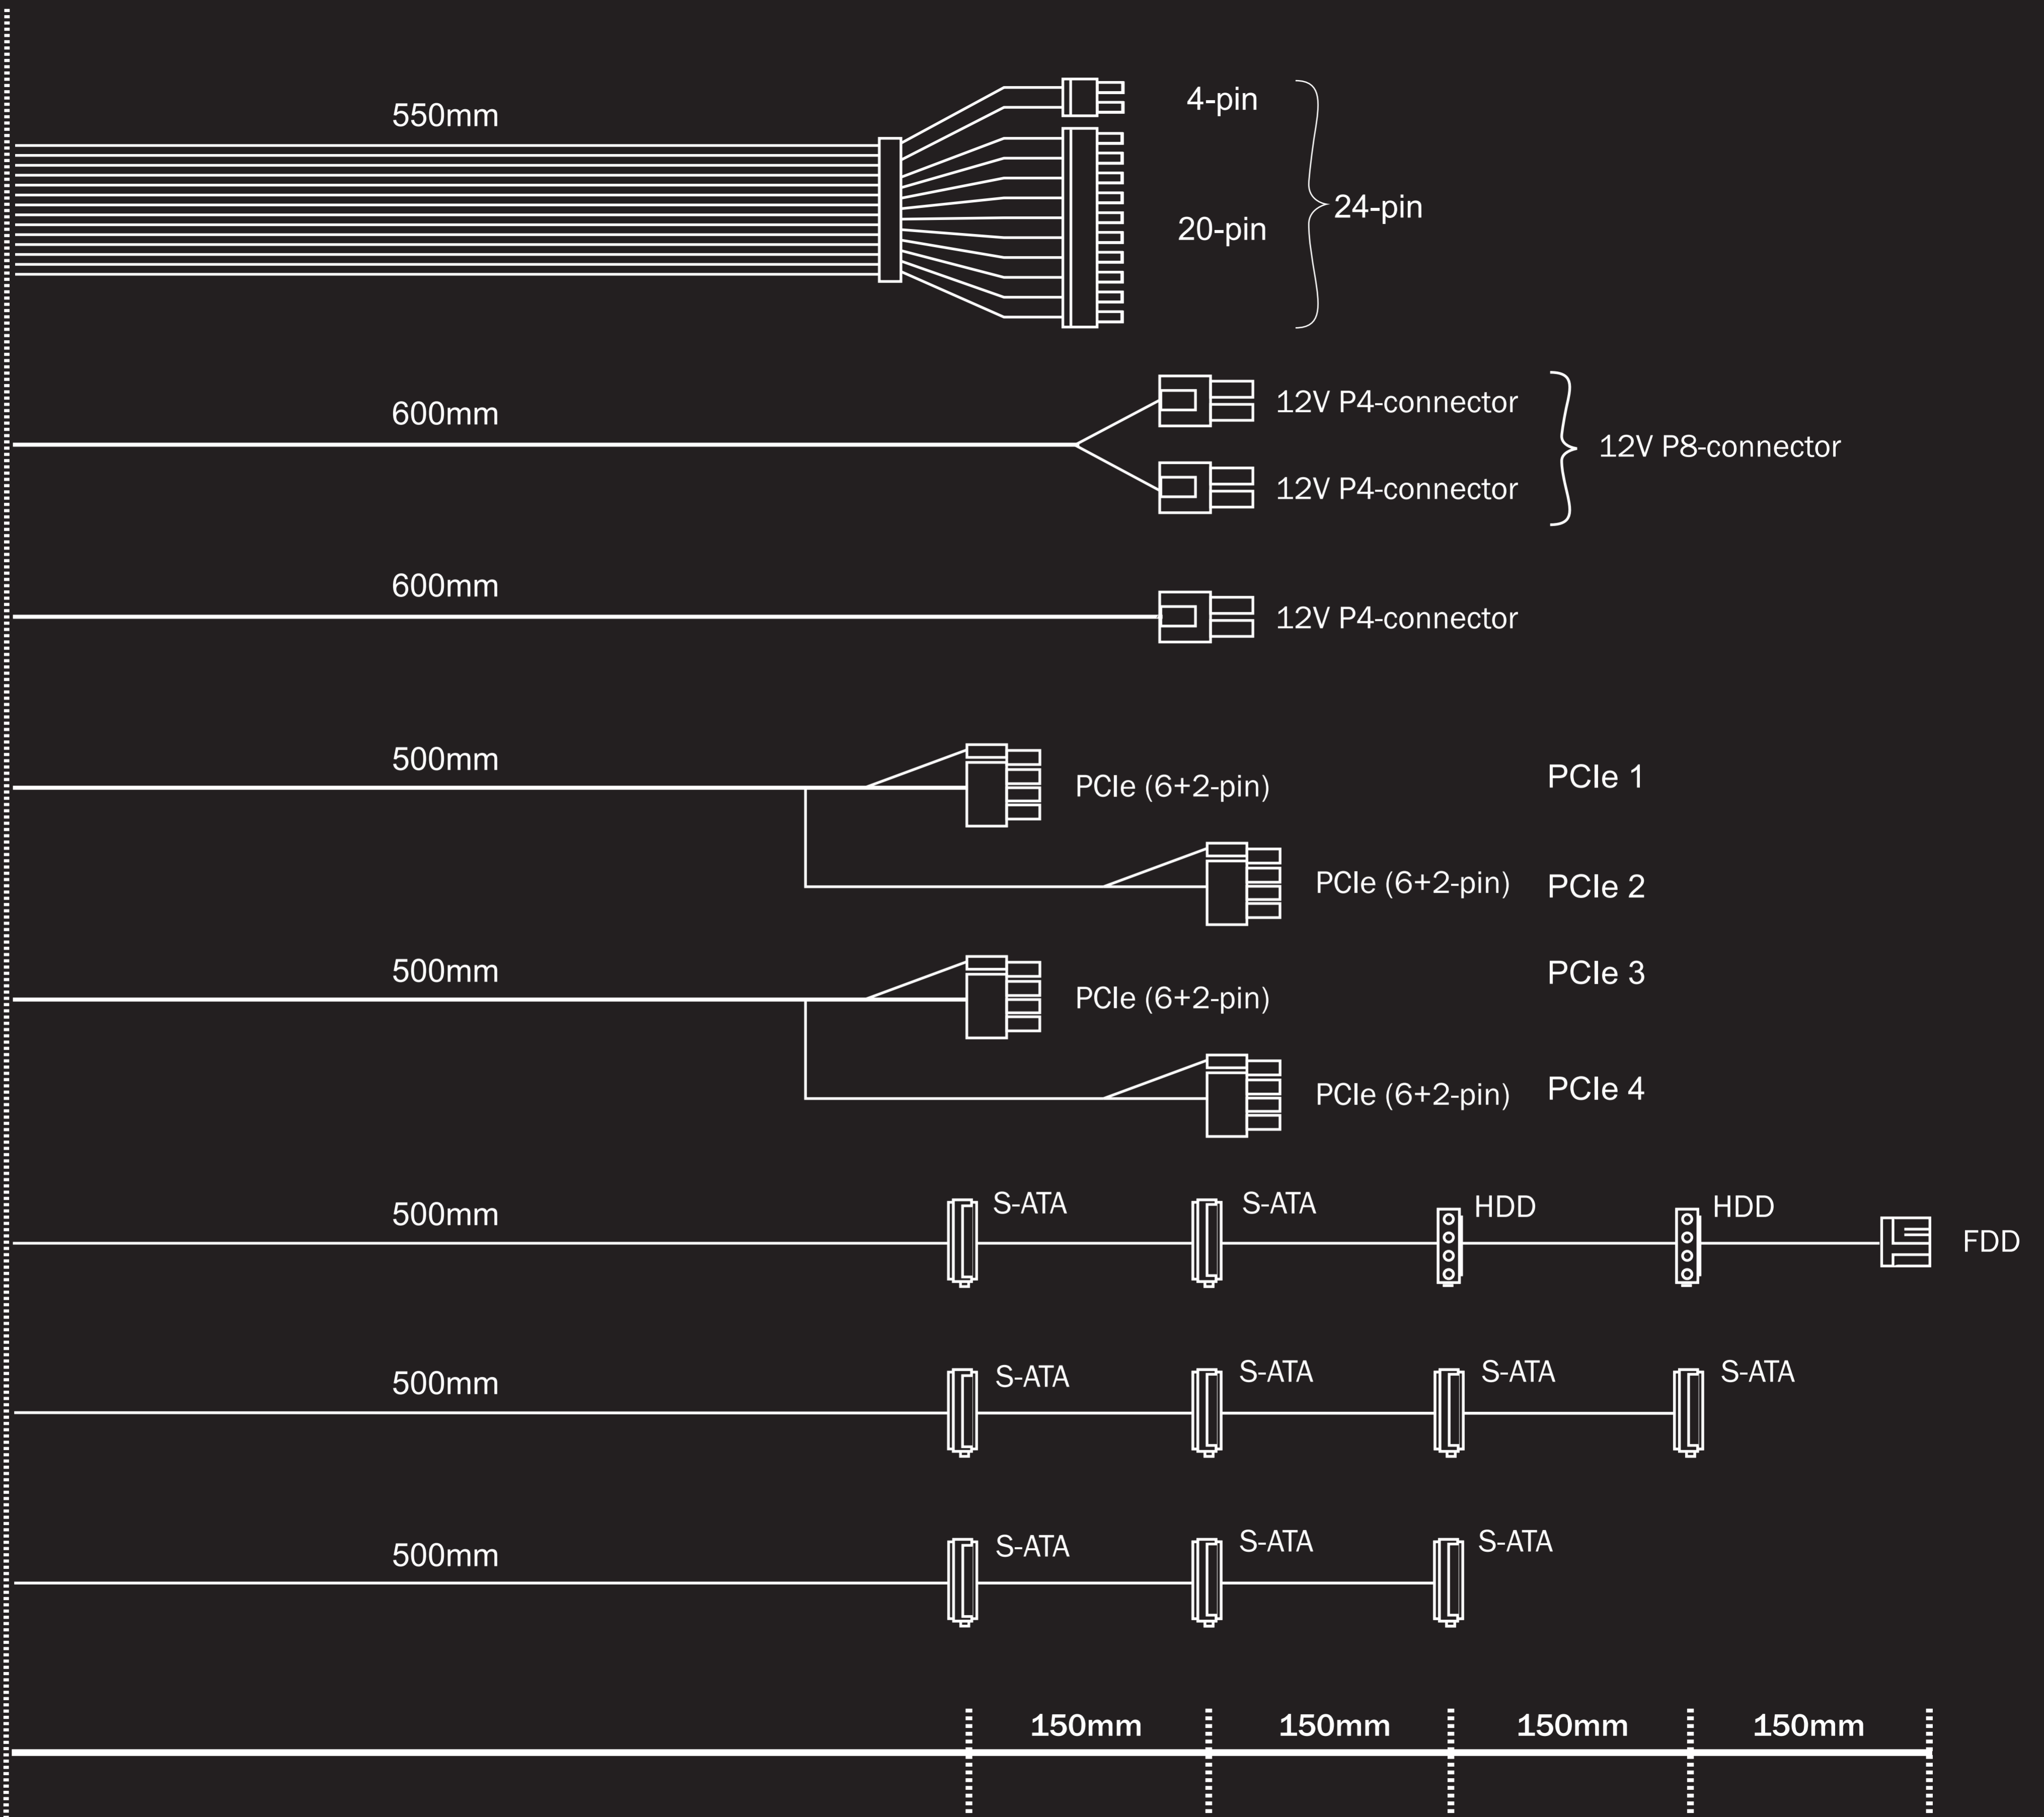 550mm
4-pin
20-pin
24-pin
600mm
12V P4-connector
12V P4-connector
12V P8-connector
600mm
12V P4-connector
500mm
PCIe (6+2-pin)
PCIe 1
PCIe (6+2-pin)
PCIe 2
500mm
PCIe (6+2-pin)
PCIe 3
PCIe (6+2-pin)
PCIe 4
500mm
S-ATA
S-ATA
HDD
HDD
FDD
500mm
S-ATA
S-ATA
S-ATA
S-ATA
500mm
S-ATA
S-ATA
S-ATA
150mm
150mm
150mm
150mm